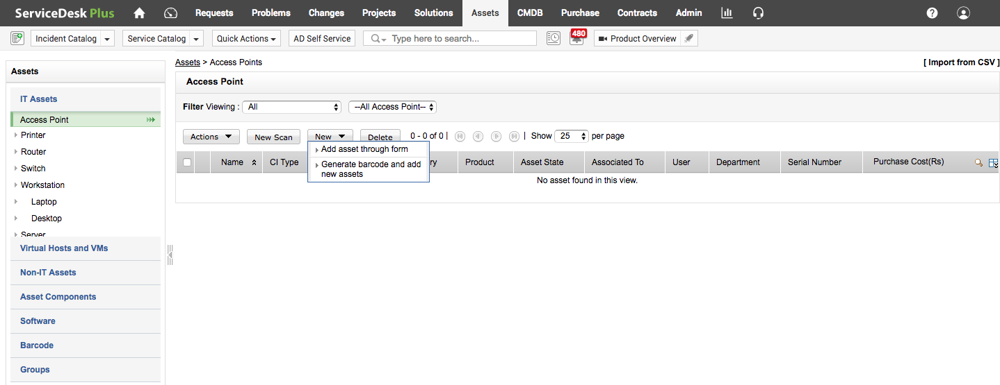 ServiceDesk Plus Requests Problems Changes Projects Solutions Assets CMDB Purchase Contracts Admin
Incident Catalog Service Catalog Quick Actions AD Self Service Type here to search... 480 Product Overview
Assets
IT Assets
Access Point
Printer
Router
Switch
Workstation
Laptop
Desktop
Server
Virtual Hosts and VMs
Non-IT Assets
Asset Components
Software
Barcode
Groups
Assets > Access Points [ Import from CSV ]
Access Point
Filter Viewing : All --All Access Point--
Actions New Scan New Delete 0 - 0 of 0 | | Show 25 per page
Add asset through form
Generate barcode and add
new assets
Name CI Type ry Product Asset State Associated To User Department Serial Number Purchase Cost(Rs)
No asset found in this view.